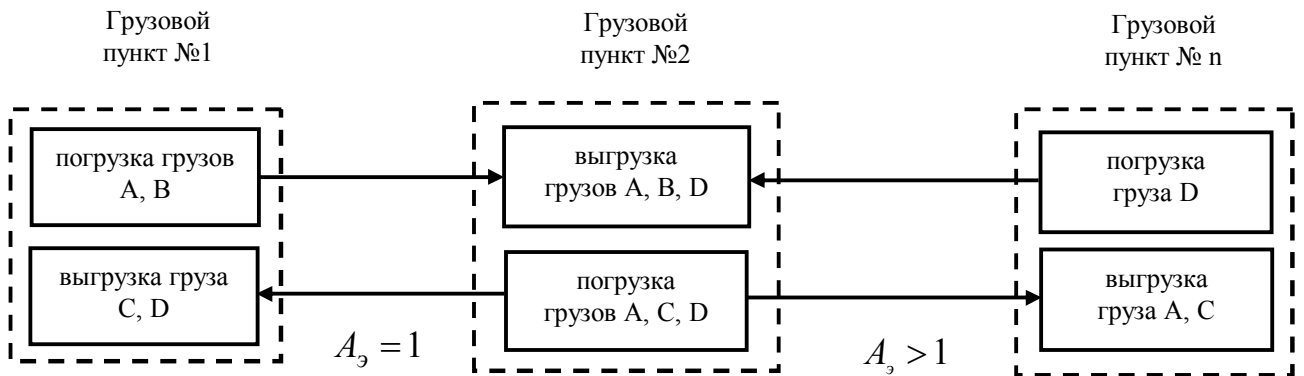 Грузовой
пункт №1
Грузовой
пункт №2
Грузовой
пункт № n
погрузка грузов
А, В
выгрузка
грузов А, В, D
погрузка
груза D
выгрузка груза
С, D
погрузка
грузов А, С, D
выгрузка
груза А, С
Aэ = 1
Aэ > 1